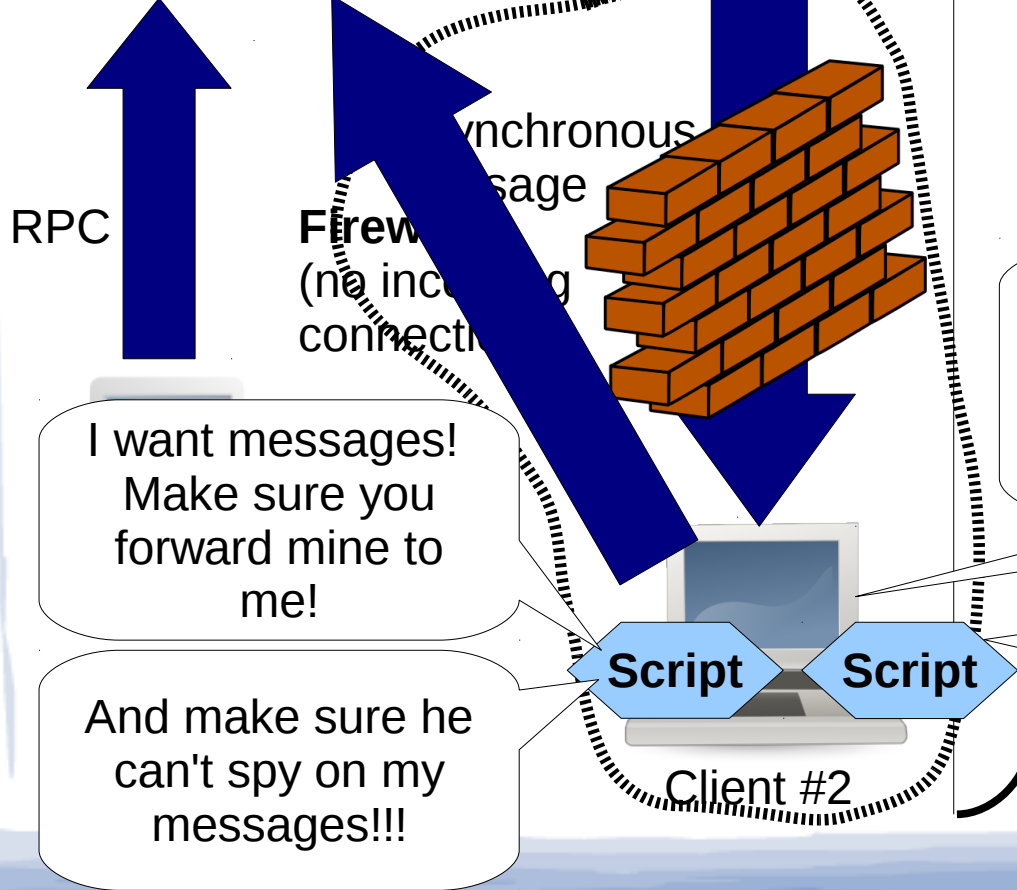 ynchronous
sage
RPC
Firew
(no inc g
connecti
I want messages!
Make sure you
forward mine to
me!
Script
Script
And make sure he
can't spy on my
messages!!!
Client #2